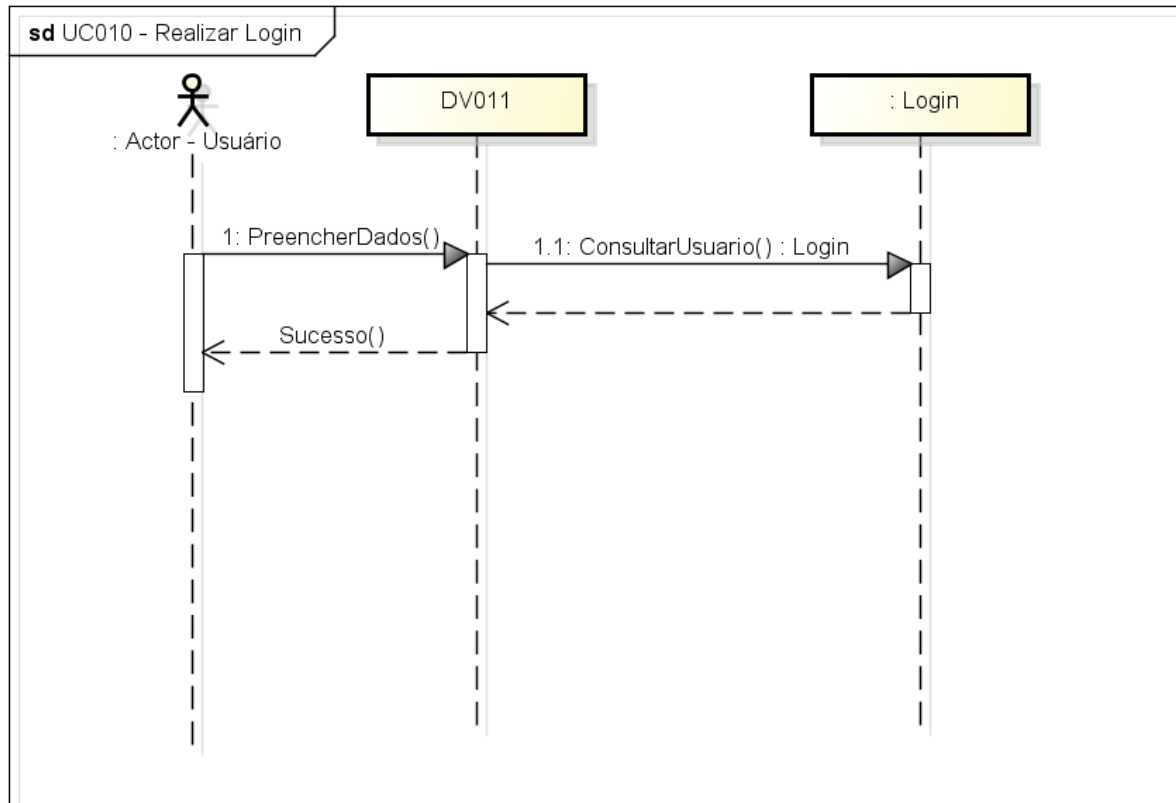 sd UC010 - Realizar Login
: Actor - Usuário
DV011
: Login
1: PreencherDados()
1.1: ConsultarUsuario() : Login
Sucesso()